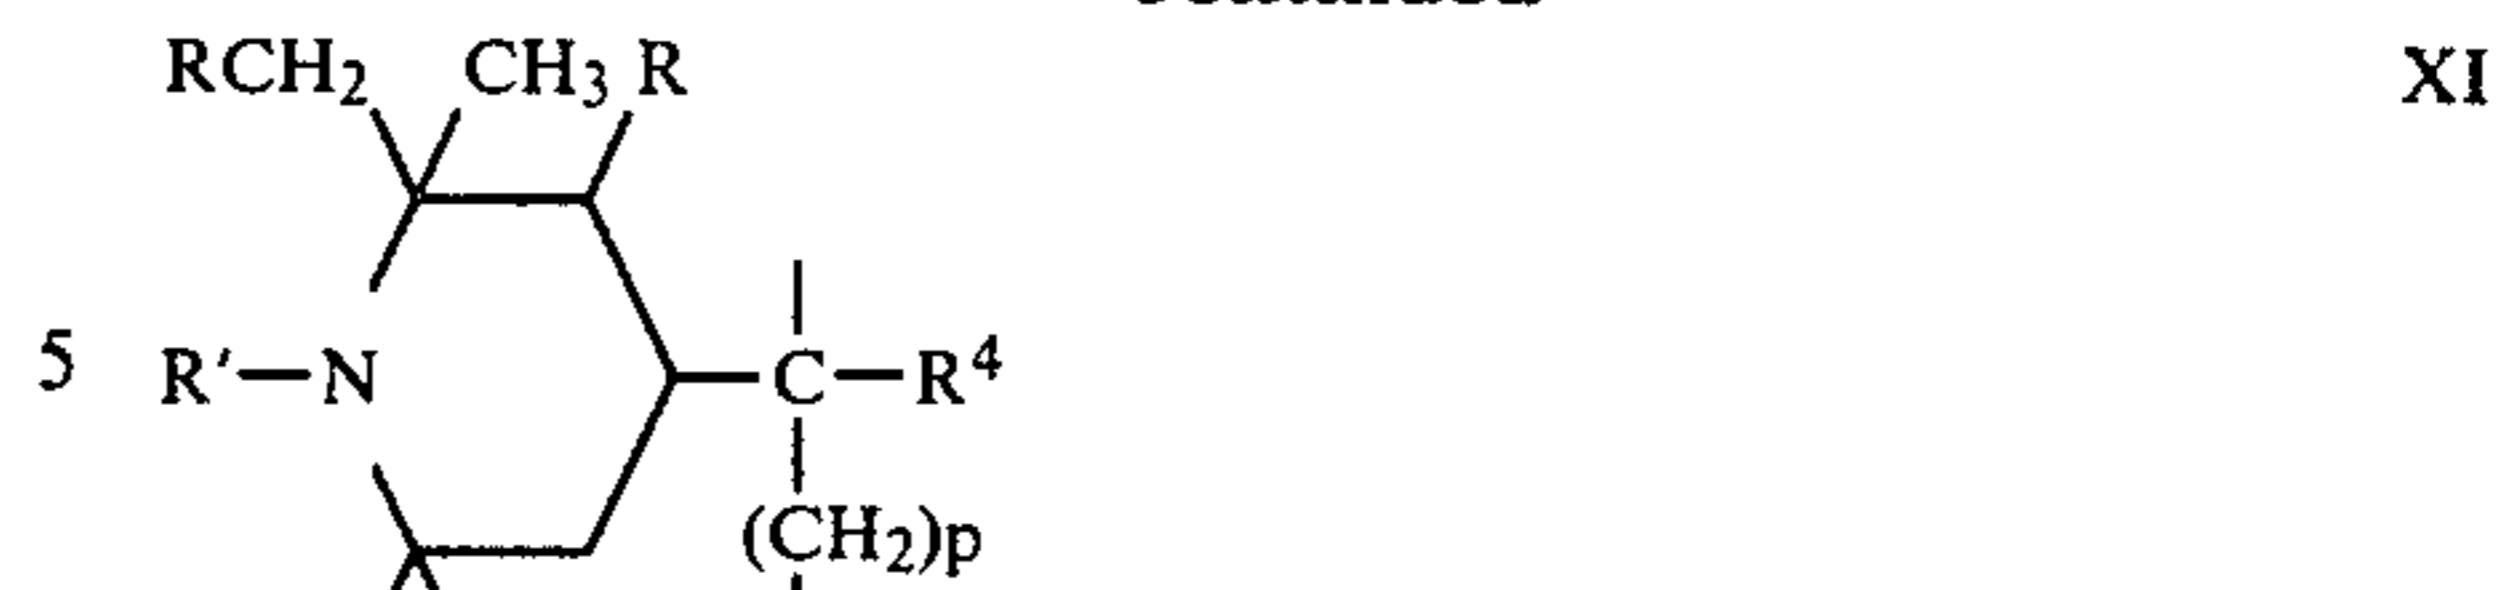 RCH2 CH3 R XI
5 R′—N C—R4
(CH2)p